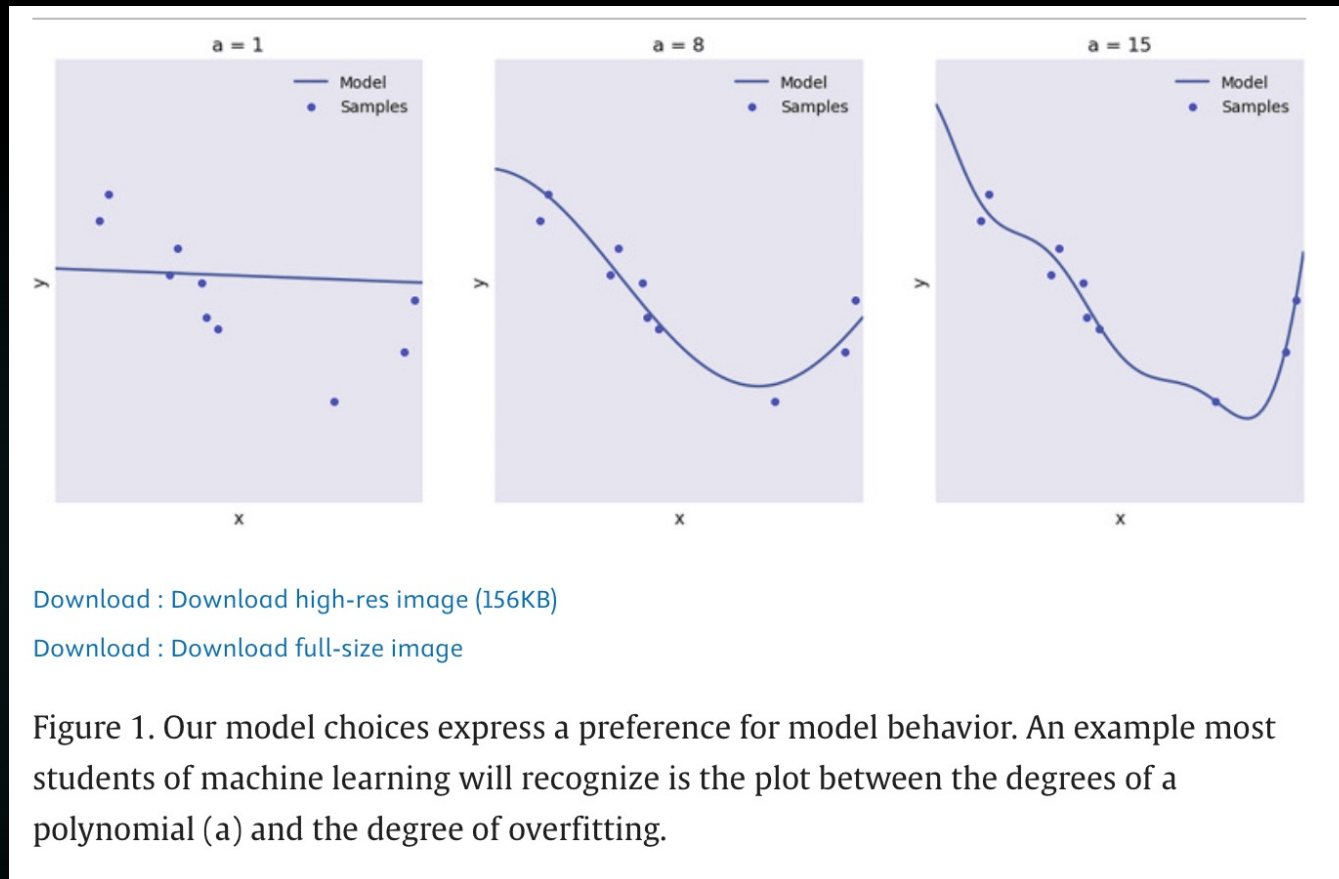 a = 1
Model
Samples
y
x
a = 8
Model
Samples
y
x
a = 15
Model
Samples
y
x
Download : Download high-res image (156KB)
Download : Download full-size image
Figure 1. Our model choices express a preference for model behavior. An example most
students of machine learning will recognize is the plot between the degrees of a
polynomial (a) and the degree of overfitting.